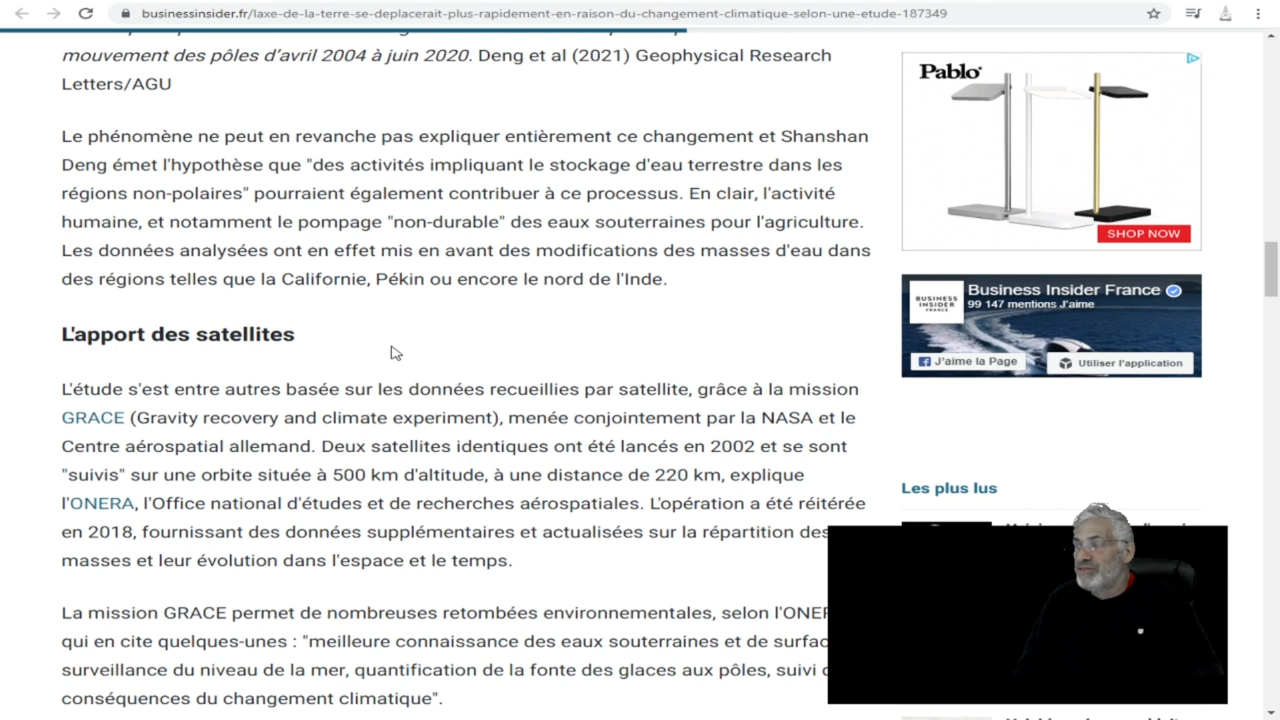 businessinsider.fr/laxe-de-la-terre-se-deplacerait-plus-rapidement-en-raison-du-changement-climatique-selon-une-etude-187349
mouvement des pôles d'avril 2004 à juin 2020. Deng et al (2021) Geophysical Research
Letters/AGU
Le phénomène ne peut en revanche pas expliquer entièrement ce changement et Shanshan
Deng émet l'hypothèse que "des activités impliquant le stockage d'eau terrestre dans les
régions non-polaires" pourraient également contribuer à ce processus. En clair, l'activité
humaine, et notamment le pompage "non-durable" des eaux souterraines pour l'agriculture.
Les données analysées ont en effet mis en avant des modifications des masses d'eau dans
des régions telles que la Californie, Pékin ou encore le nord de l'Inde.
L'apport des satellites
L'étude s'est entre autres basée sur les données recueillies par satellite, grâce à la mission
GRACE (Gravity recovery and climate experiment), menée conjointement par la NASA et le
Centre aérospatial allemand. Deux satellites identiques ont été lancés en 2002 et se sont
"suivis" sur une orbite située à 500 km d'altitude, à une distance de 220 km, explique
l'ONERA, l'Office national d'études et de recherches aérospatiales. L'opération a été réitérée
en 2018, fournissant des données supplémentaires et actualisées sur la répartition des
masses et leur évolution dans l'espace et le temps.
La mission GRACE permet de nombreuses retombées environnementales, selon l'ONER
qui en cite quelques-unes : "meilleure connaissance des eaux souterraines et de surfac
surveillance du niveau de la mer, quantification de la fonte des glaces aux pôles, suivi
conséquences du changement climatique".
Pablo
SHOP NOW
BUSINESS
INSIDER
FRANCE
Business Insider France
99 147 mentions J'aime
J'aime la Page
Utiliser l'application
Les plus lus